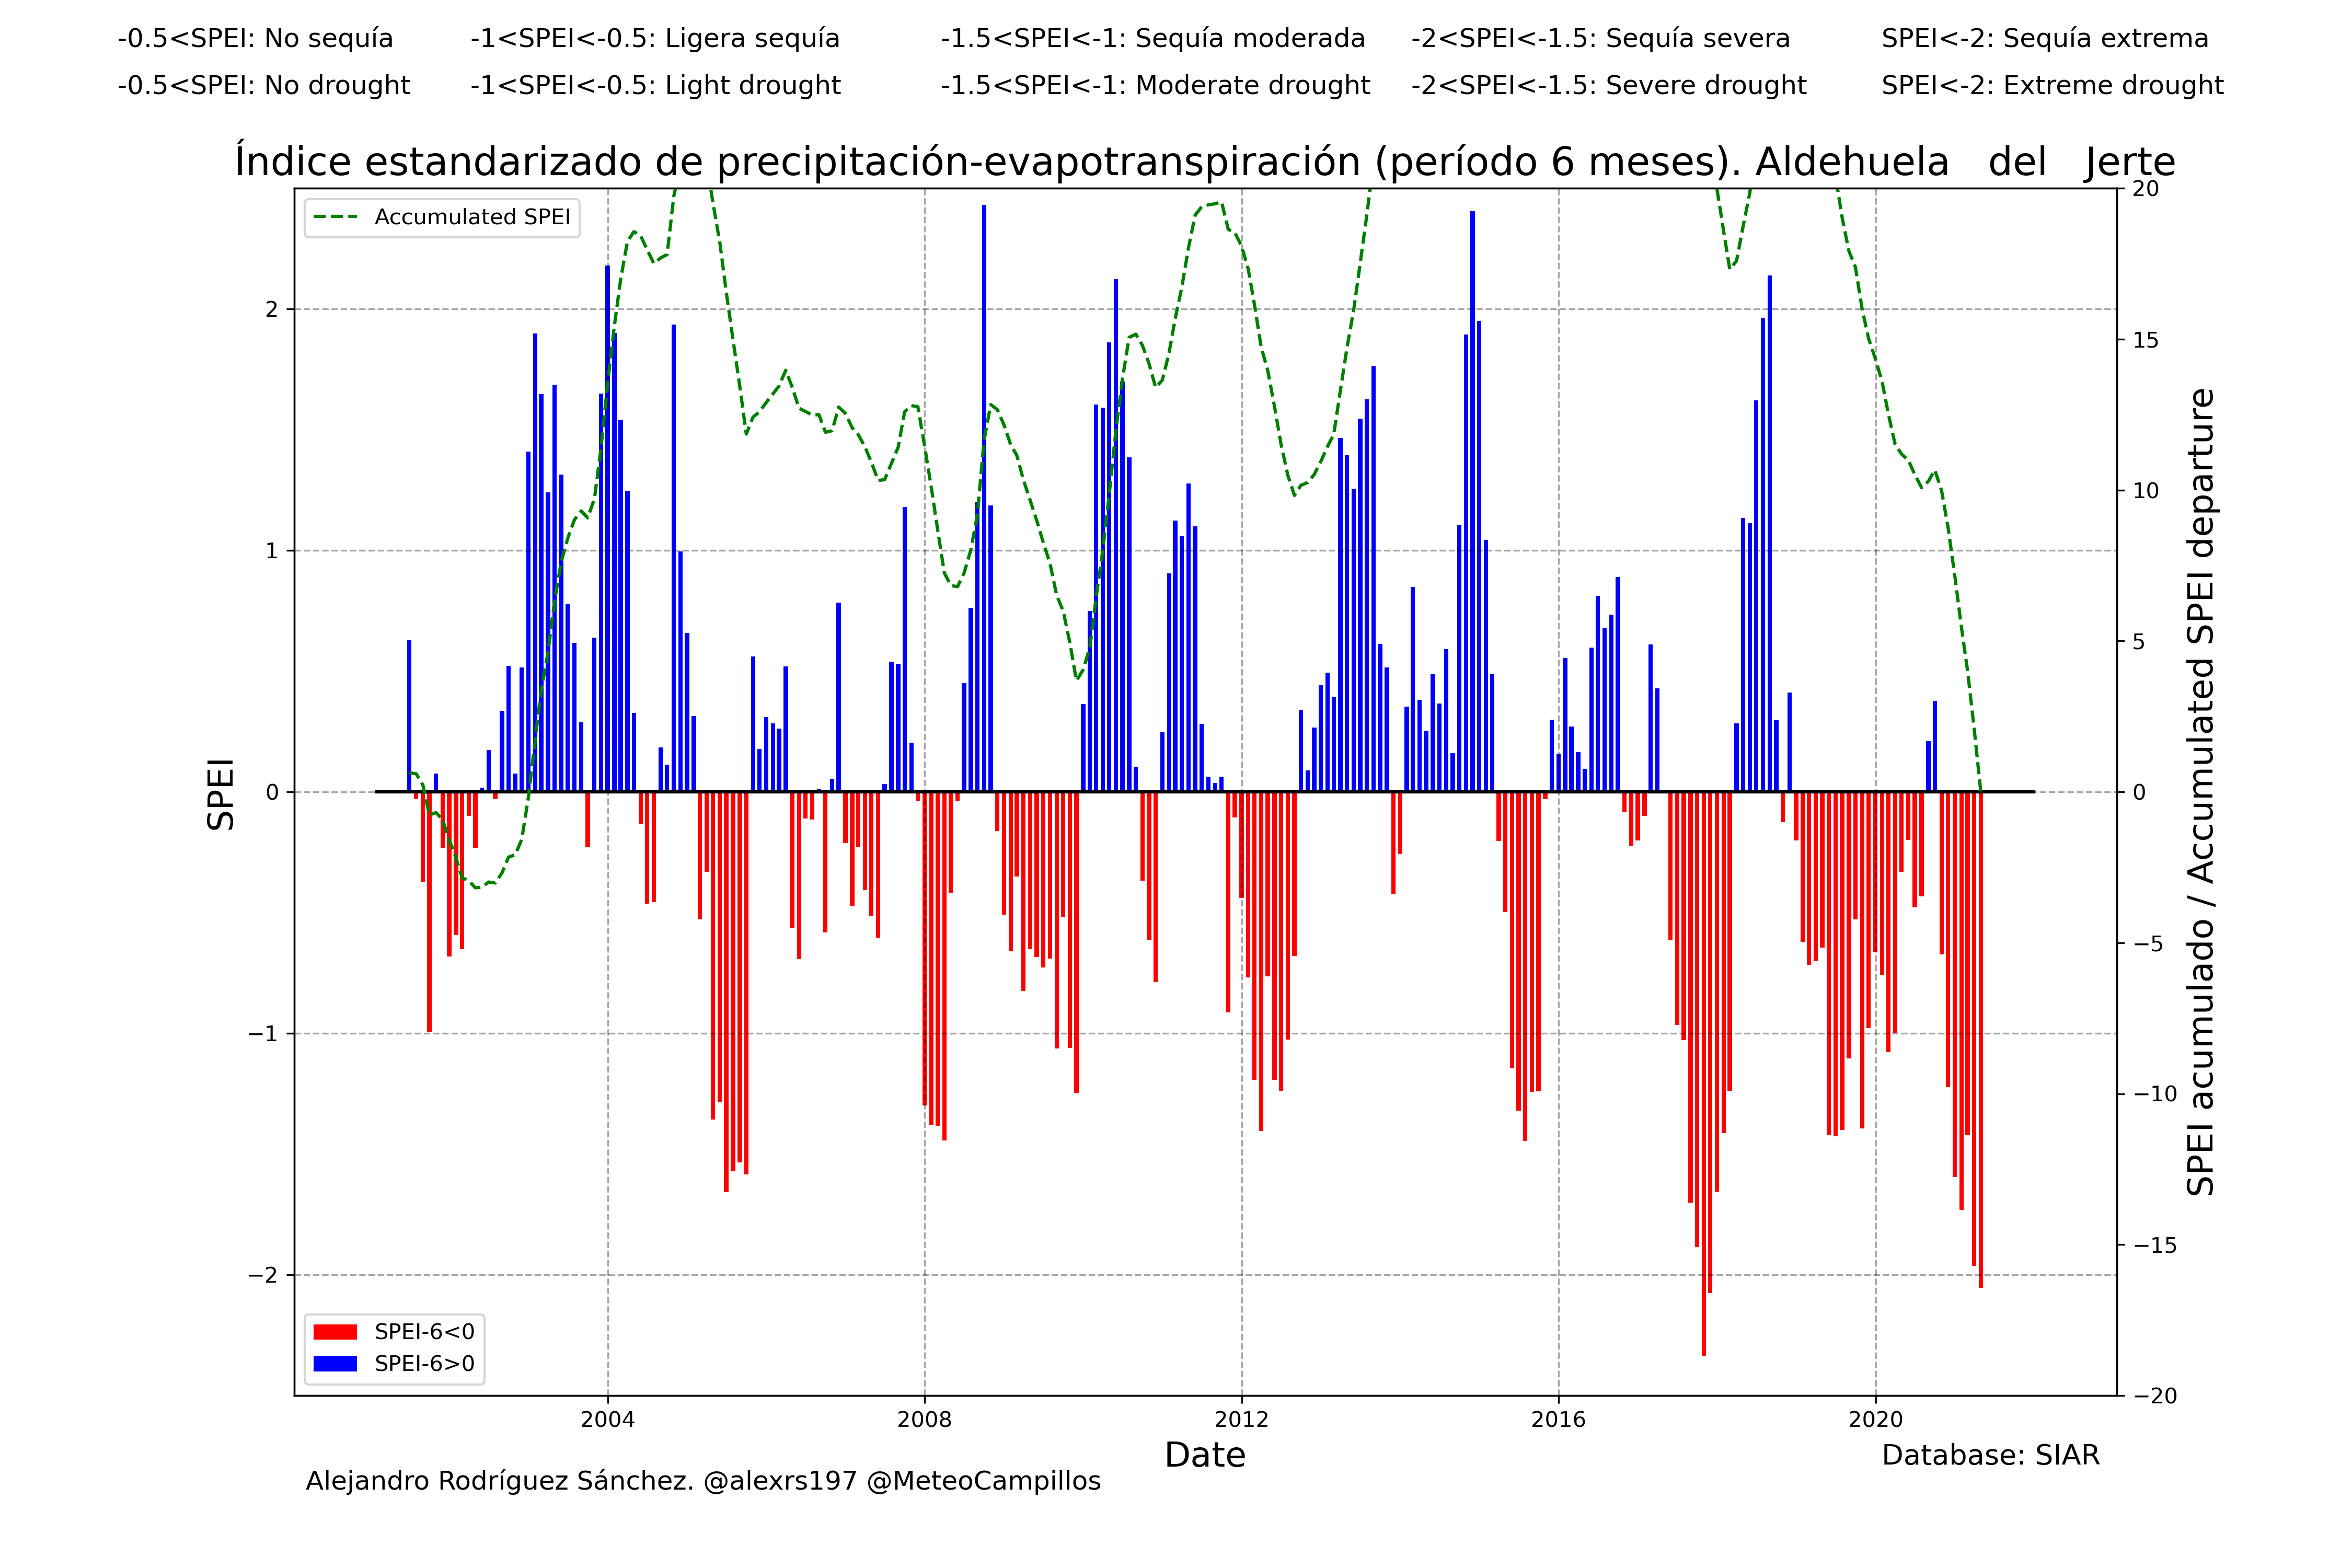 -0.5<SPEI: No sequía -1<SPEI<-0.5: Ligera sequía -1.5<SPEI<-1: Sequía moderada -2<SPEI<-1.5: Sequía severa SPEI<-2: Sequía extrema
-0.5<SPEI: No drought -1<SPEI<-0.5: Light drought -1.5<SPEI<-1: Moderate drought -2<SPEI<-1.5: Severe drought SPEI<-2: Extreme drought
Índice estandarizado de precipitación-evapotranspiración (período 6 meses). Aldehuela del Jerte
Accumulated SPEI
SPEI
2
1
0
−1
−2
20
15
10
5
0
−5
−10
−15
−20
SPEI acumulado / Accumulated SPEI departure
SPEI-6<0
SPEI-6>0
2004 2008 2012 2016 2020
Date
Database: SIAR
Alejandro Rodríguez Sánchez. @alexrs197 @MeteoCampillos